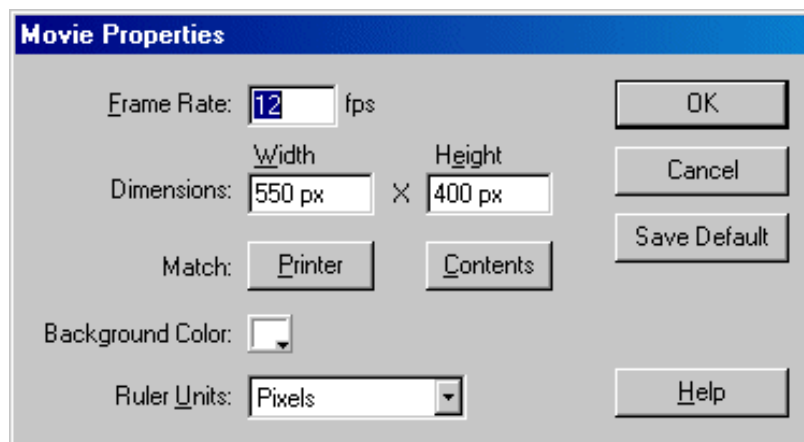 Movie Properties
Frame Rate: 12 fps
OK
Width Height
Dimensions: 550 px X 400 px
Cancel
Save Default
Match: Printer Contents
Background Color:
Ruler Units: Pixels
Help